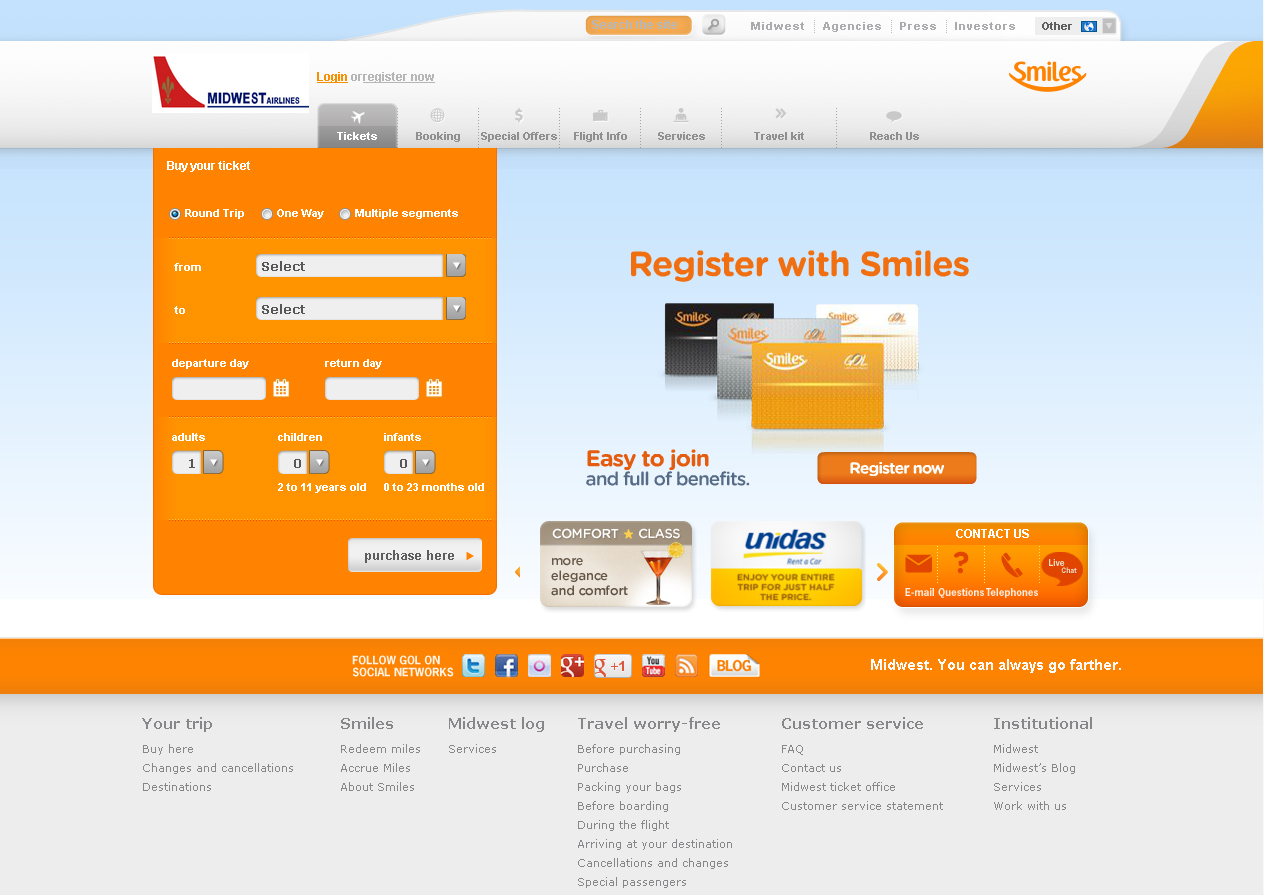 Search the site
Midwest
Agencies
Press
Investors
Other
MIDWEST AIRLINES
Login or register now
Smiles
Tickets
Booking
Special Offers
Flight Info
Services
Travel kit
Reach Us
Buy your ticket
Round Trip
One Way
Multiple segments
from
Select
to
Select
departure day
return day
adults
children
infants
1
0
0
2 to 11 years old
0 to 23 months old
purchase here
Register with Smiles
Smiles
Smiles GOL
Smiles GOL
Smiles GOL
Easy to join
and full of benefits.
Register now
COMFORT CLASS
more
elegance
and comfort
unidas
Rent a Car
ENJOY YOUR ENTIRE
TRIP FOR JUST HALF
THE PRICE.
CONTACT US
Live
Chat
E-mail
Questions
Telephones
FOLLOW GOL ON
SOCIAL NETWORKS
t
f
g+
g +1
You
Tube
BLOG
Midwest. You can always go farther.
Your trip
Buy here
Changes and cancellations
Destinations
Smiles
Redeem miles
Accrue Miles
About Smiles
Midwest log
Services
Travel worry-free
Before purchasing
Purchase
Packing your bags
Before boarding
During the flight
Arriving at your destination
Cancellations and changes
Special passengers
Customer service
FAQ
Contact us
Midwest ticket office
Customer service statement
Institutional
Midwest
Midwest's Blog
Services
Work with us